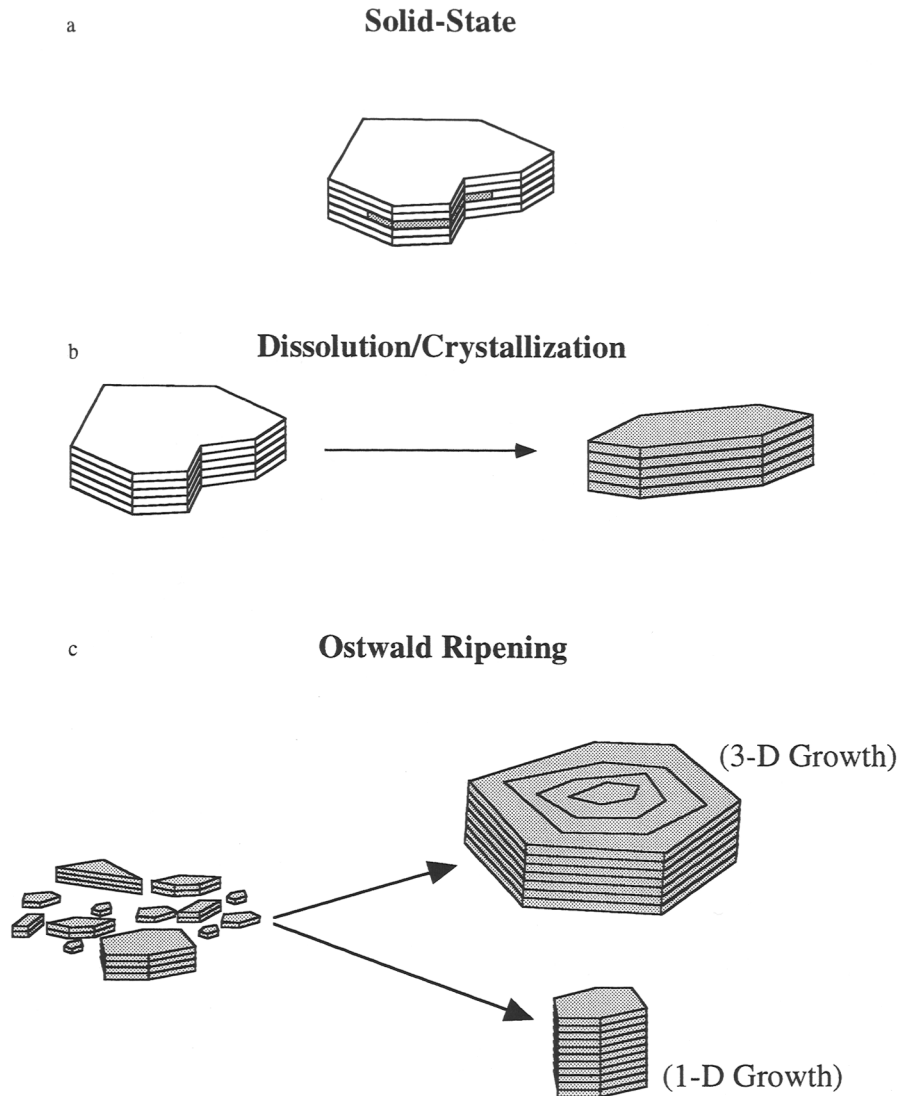 a
Solid-State
b
Dissolution/Crystallization
c
Ostwald Ripening
(3-D Growth)
(1-D Growth)